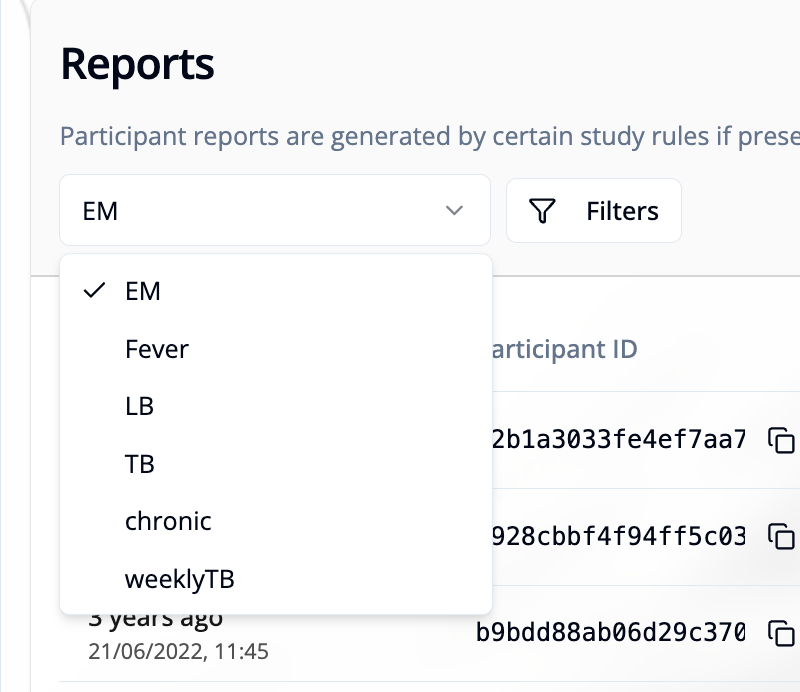 Reports
Participant reports are generated by certain study rules if prese
EM
Filters
EM
Fever
LB
TB
chronic
weeklyTB
articipant ID
2b1a3033fe4ef7aa7
928cbbf4f94ff5c03
3 years ago
21/06/2022, 11:45
b9bdd88ab06d29c370